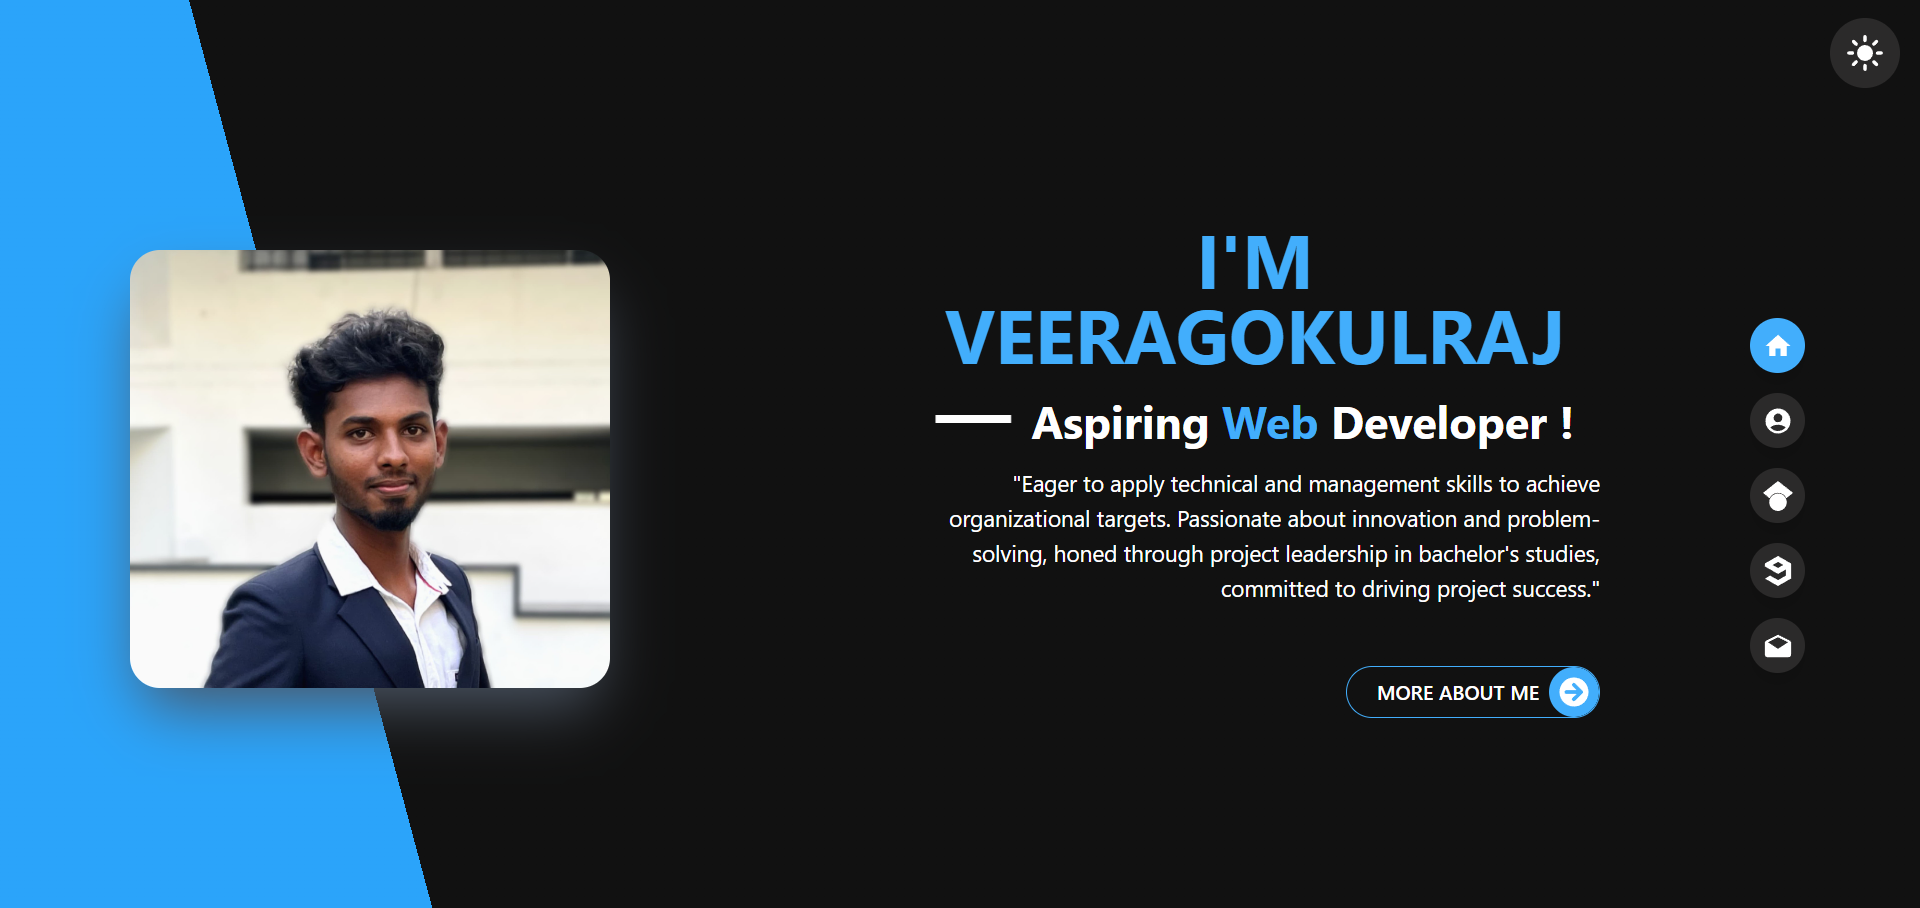 I'M
VEERAGOKULRAJ
Aspiring Web Developer !
"Eager to apply technical and management skills to achieve
organizational targets. Passionate about innovation and problem-
solving, honed through project leadership in bachelor's studies,
committed to driving project success."
MORE ABOUT ME